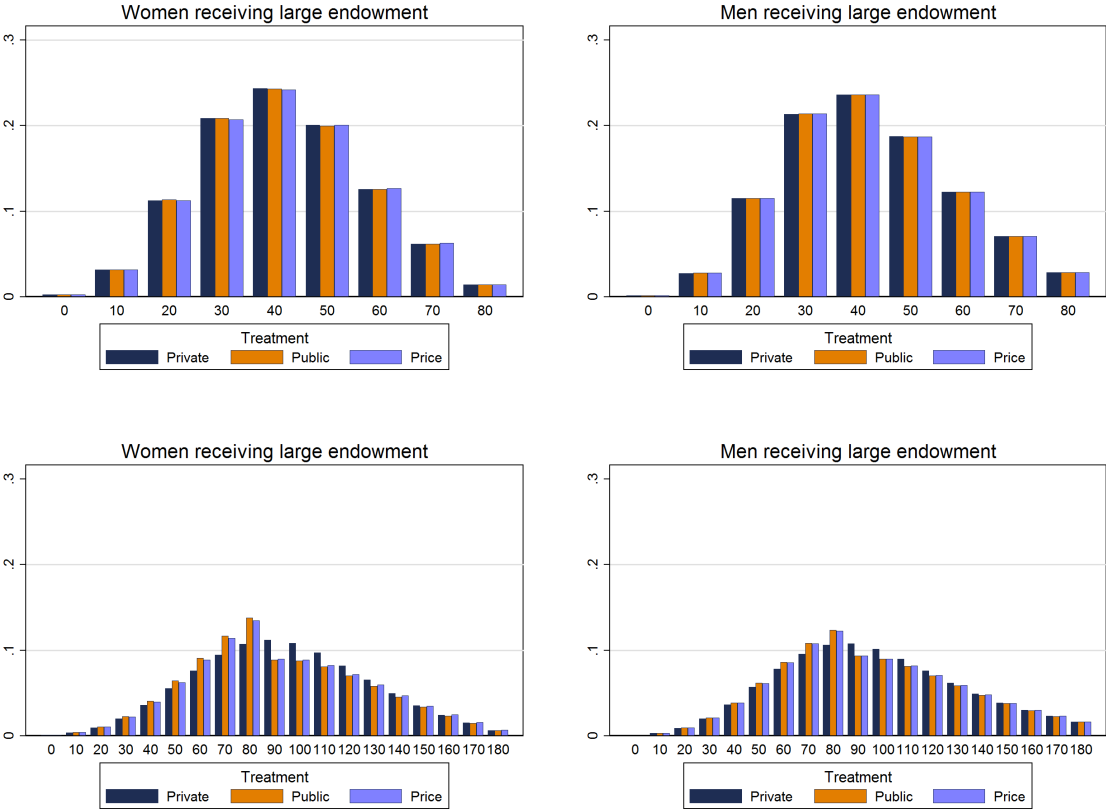 Women receiving large endowment
.3
.2
.1
0
0 10 20 30 40 50 60 70 80
Treatment
Private Public Price
Men receiving large endowment
.3
.2
.1
0
0 10 20 30 40 50 60 70 80
Treatment
Private Public Price
Women receiving large endowment
.3
.2
.1
0
0 10 20 30 40 50 60 70 80 90 100 110 120 130 140 150 160 170 180
Treatment
Private Public Price
Men receiving large endowment
.3
.2
.1
0
0 10 20 30 40 50 60 70 80 90 100 110 120 130 140 150 160 170 180
Treatment
Private Public Price